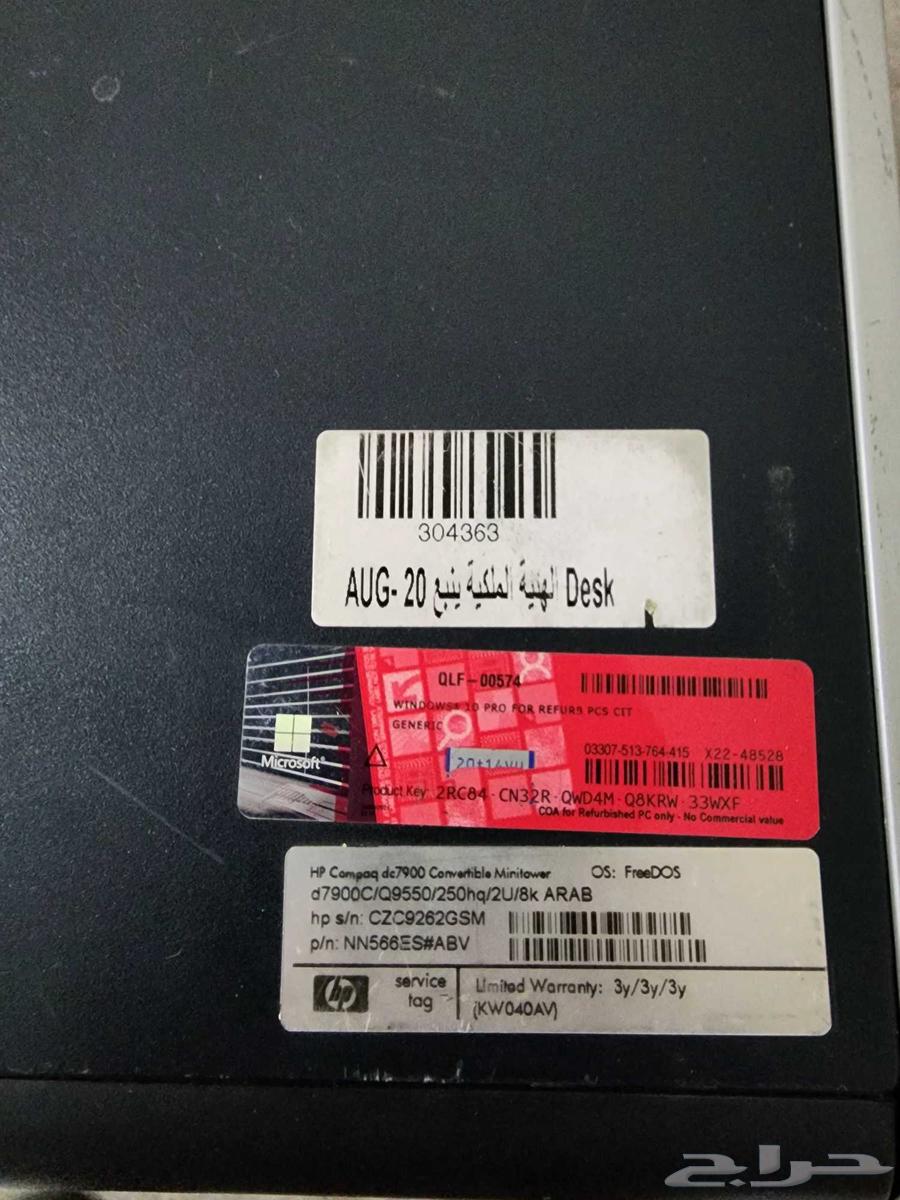 304363
AUG- 20 الهيئة الملكية ينبع Desk
QLF-00574
WINDOWS® 10 PRO FOR REFURB PCS CIT
GENERIC
03307-513-764-415 X22-48528
Microsoft®
Product Key: 2RC84-CN32R-QWD4M-Q8KRW-33WXF
COA for Refurbished PC only - No Commercial value
HP Compaq dc7900 Convertible Minitower OS: FreeDOS
d7900C/Q9550/250hq/2U/8k ARAB
hp s/n: CZC9262GSM
p/n: NN566ES#ABV
hp service tag
Limited Warranty: 3y/3y/3y
(KW040AV)
حراج